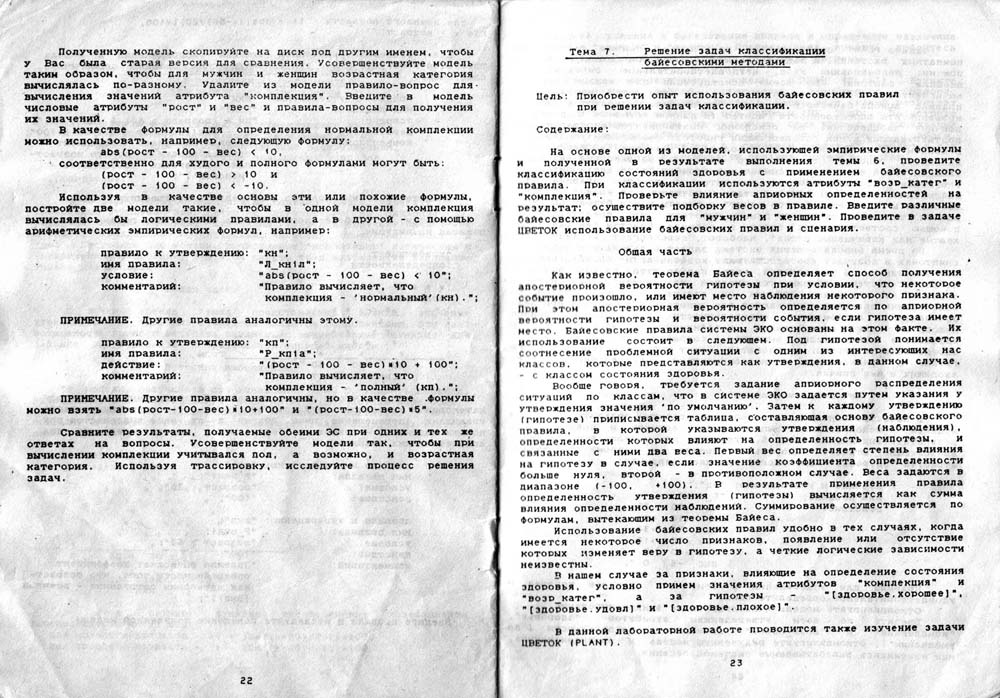 Полученную модель скопируйте на диск под другим именем, чтобы
у Вас была старая версия для сравнения. Усовершенствуйте модель
таким образом, чтобы для мужчин и женщин возрастная категория
вычислялась по-разному. Удалите из модели правило-вопрос для
вычисления значений атрибута "комплекция". Введите в модель
числовые атрибуты "рост" и "вес" и правила-вопросы для получения
их значений.
В качестве формулы для определения нормальной комплекции
можно использовать, например, следующую формулу:
abs(рост - 100 - вес) < 10,
соответственно для худого и полного формулами могут быть:
(рост - 100 - вес) > 10 и
(рост - 100 - вес) < -10.
Используя в качестве основы эти или похожие формулы,
постройте две модели такие, чтобы в одной модели комплекция
вычислялась бы логическими правилами, а в другой - с помощью
арифметических эмпирических формул, например:
правило к утверждению: "кн";
имя правила: "Л_кн1л";
условие: "abs(рост - 100 - вес) < 10";
комментарий: "Правило вычисляет, что
комплекция - 'нормальный'(кн).";
ПРИМЕЧАНИЕ. Другие правила аналогичны этому.
правило к утверждению: "кп";
имя правила: "Р_кп1а";
действие: "(рост - 100 - вес)*10 + 100";
комментарий: "Правило вычисляет, что
комплекция - 'полный' (кп).";
ПРИМЕЧАНИЕ. Другие правила аналогичны, но в качестве формулы
можно взять "abs(рост-100-вес)*10+100" и "(рост-100-вес)*5".
Сравните результаты, получаемые обеими ЭС при одних и тех же
ответах на вопросы. Усовершенствуйте модели так, чтобы при
вычислении комплекции учитывался пол, а возможно, и возрастная
категория. Используя трассировку, исследуйте процесс решения
задач.
22
Тема 7. Решение задач классификации
байесовскими методами
Цель: Приобрести опыт использования байесовских правил
при решении задач классификации.
Содержание:
На основе одной из моделей, использующей эмпирические формулы
и полученной в результате выполнения темы 6, проведите
классификацию состояний здоровья с применением байесовского
правила. При классификации используются атрибуты "возр_катег" и
"комплекция". Проверьте влияние априорных определенностей на
результат; осуществите подборку весов в правиле. Введите различные
байесовские правила для "мужчин" и "женщин". Проведите в задаче
ЦВЕТОК использование байесовских правил и сценария.
Общая часть
Как известно, теорема Байеса определяет способ получения
апостериорной вероятности гипотезы при условии, что некоторое
событие произошло, или имеют место наблюдения некоторого признака.
При этом апостериорная вероятность определяется по априорной
вероятности гипотезы и вероятности события, если гипотеза имеет
место. Байесовские правила системы ЭКО основаны на этом факте. Их
использование состоит в следующем. Под гипотезой понимается
соотнесение проблемной ситуации с одним из интересующих нас
классов, которые представляются как утверждения, в данном случае,
- с классом состояния здоровья.
Вообще говоря, требуется задание априорного распределения
ситуаций по классам, что в системе ЭКО задается путем указания у
утверждения значения 'по умолчанию'. Затем к каждому утверждению
(гипотезе) приписывается таблица, составляющая основу байесовского
правила, в которой указываются утверждения (наблюдения),
определенности которых влияют на определенность гипотезы, и
связанные с ними два веса. Первый вес определяет степень влияния
на гипотезу в случае, если значение коэффициента определенности
больше нуля, второй - в противоположном случае. Веса задаются в
диапазоне (-100, +100). В результате применения правила
определенность утверждения (гипотезы) вычисляется как сумма
влияния определенности наблюдений. Суммирование осуществляется по
формулам, вытекающим из теоремы Байеса.
Использование байесовских правил удобно в тех случаях, когда
имеется некоторое число признаков, появление или отсутствие
которых изменяет веру в гипотезу, а четкие логические зависимости
неизвестны.
В нашем случае за признаки, влияющие на определение состояния
здоровья, условно примем значения атрибутов "комплекция" и
"возр_катег", а за гипотезы - "[здоровье.хорошее]",
"[здоровье.удовл]" и "[здоровье.плохое]".
В данной лабораторной работе проводится также изучение задачи
ЦВЕТОК (PLANT).
23